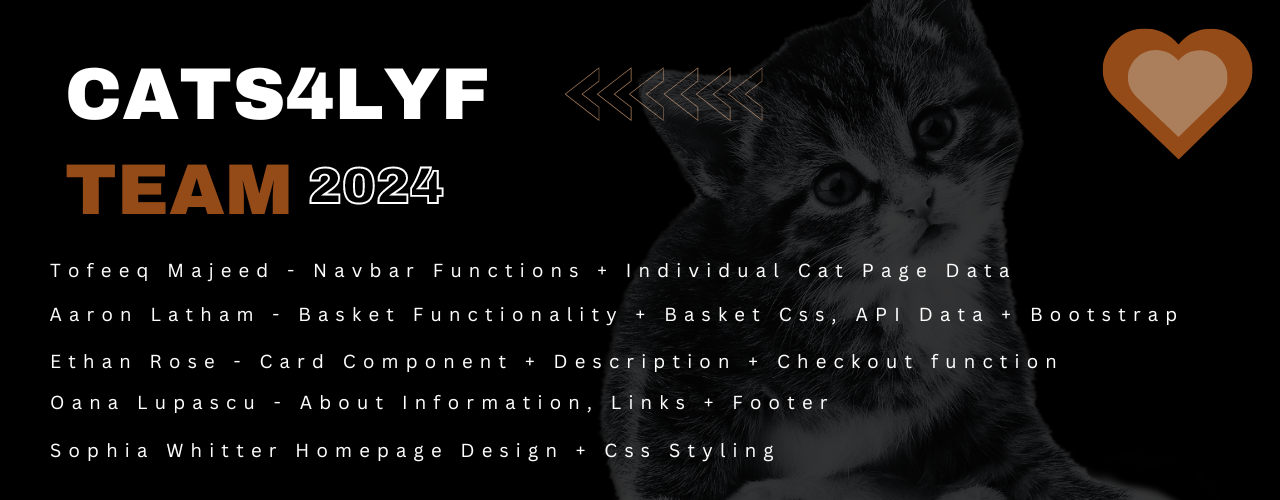 CATS4LYF
TEAM 2024
Tofeeq Majeed - Navbar Functions + Individual Cat Page Data
Aaron Latham - Basket Functionality + Basket Css, API Data + Bootstrap
Ethan Rose - Card Component + Description + Checkout function
Oana Lupascu - About Information, Links + Footer
Sophia Whitter Homepage Design + Css Styling